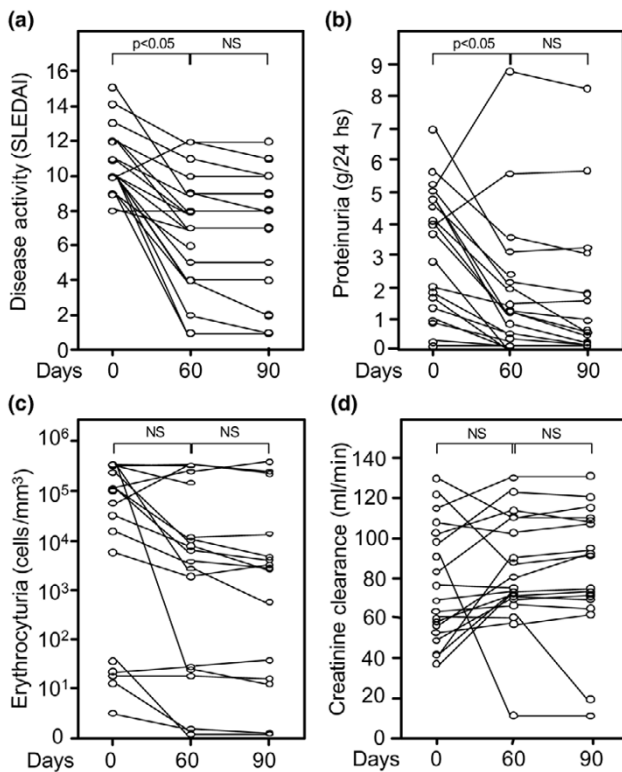 (a)
p<0.05 NS
Disease activity (SLEDAI)
16
14
12
10
8
6
4
2
0
Days 0 60 90
(b)
p<0.05 NS
Proteinuria (g/24 hs)
9
8
7
6
5
4
3
2
1
0
Days 0 60 90
(c)
NS NS
Erythrocyturia (cells/mm³)
10⁶
10⁵
10⁴
10³
10²
10¹
0
Days 0 60 90
(d)
NS NS
Creatinine clearance (ml/min)
140
120
100
80
60
40
20
0
Days 0 60 90